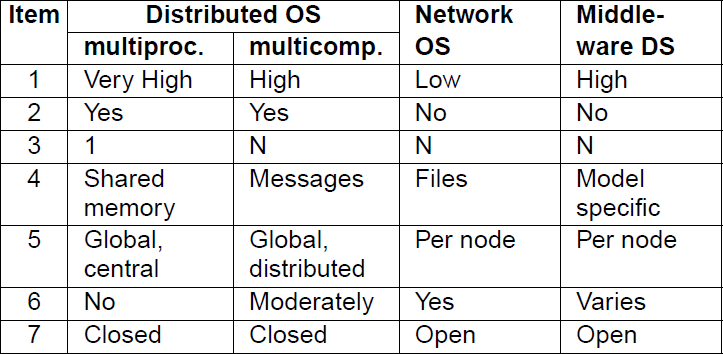 Item Distributed OS Network OS Middle-ware DS
multiproc. multicomp.
1 Very High High Low High
2 Yes Yes No No
3 1 N N N
4 Shared memory Messages Files Model specific
5 Global, central Global, distributed Per node Per node
6 No Moderately Yes Varies
7 Closed Closed Open Open